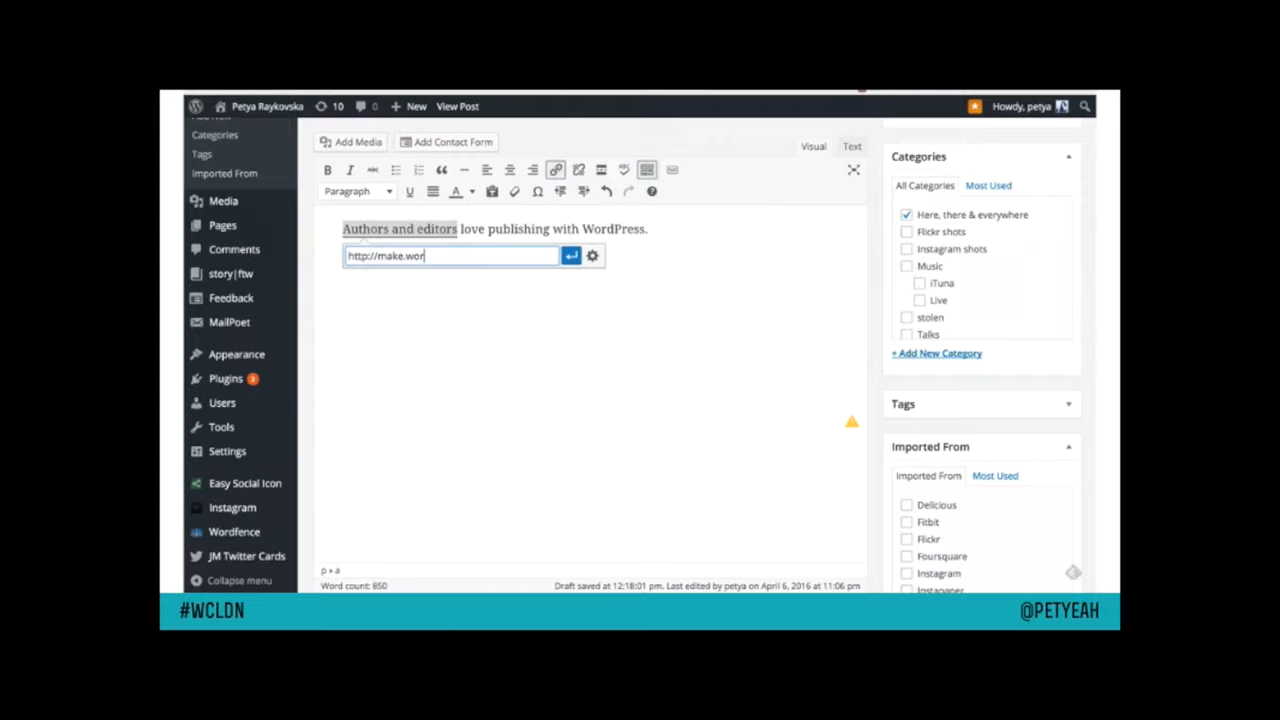 Petya Raykovska 10 0 New View Post Howdy, petya
Categories
Tags
Imported From
Media
Pages
Comments
story|ftw
Feedback
MailPoet
Appearance
Plugins 3
Users
Tools
Settings
Easy Social Icon
Instagram
Wordfence
JM Twitter Cards
Collapse menu
Add Media Add Contact Form
Visual Text
B I ABC
Paragraph U A Ω
Authors and editors love publishing with WordPress.
http://make.wor
p » a
Word count: 850
Draft saved at 12:18:01 pm. Last edited by petya on April 6, 2016 at 11:06 pm
Categories
All Categories Most Used
Here, there & everywhere
Flickr shots
Instagram shots
Music
iTuna
Live
stolen
Talks
+ Add New Category
Tags
Imported From
Imported From Most Used
Delicious
Fitbit
Flickr
Foursquare
Instagram
Instapaper
#WCLDN
@PETYEAH